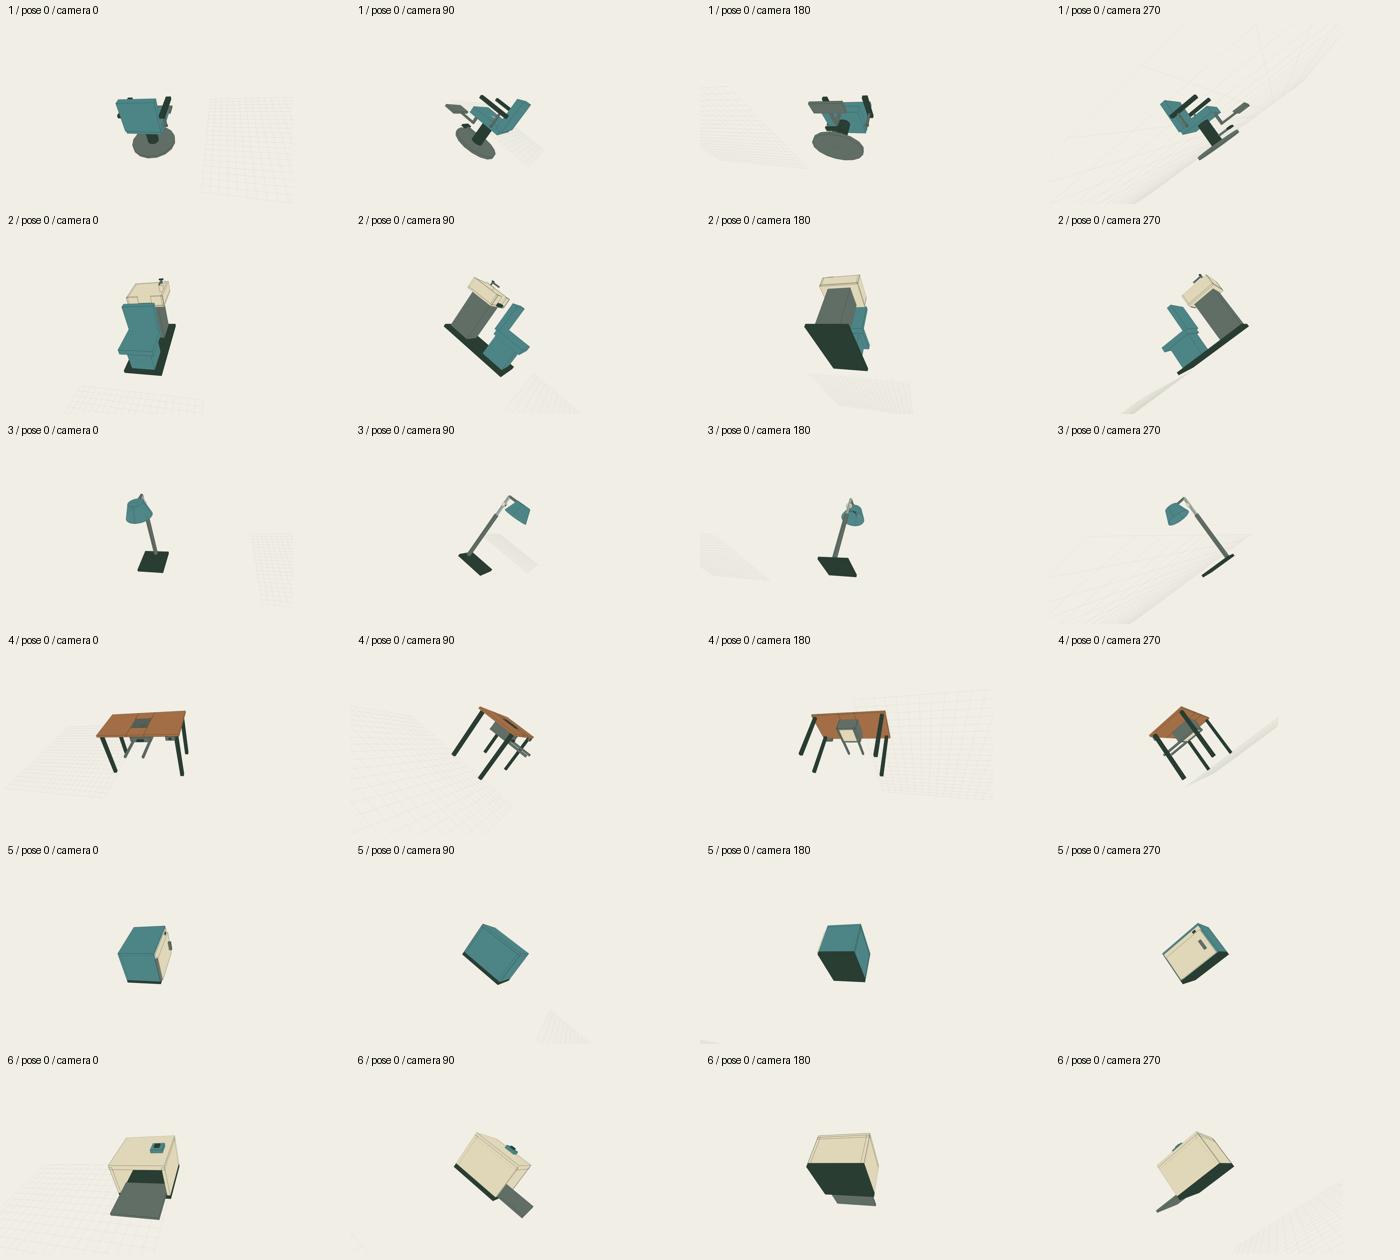 1 / pose 0 / camera 0
1 / pose 0 / camera 90
1 / pose 0 / camera 180
1 / pose 0 / camera 270
2 / pose 0 / camera 0
2 / pose 0 / camera 90
2 / pose 0 / camera 180
2 / pose 0 / camera 270
3 / pose 0 / camera 0
3 / pose 0 / camera 90
3 / pose 0 / camera 180
3 / pose 0 / camera 270
4 / pose 0 / camera 0
4 / pose 0 / camera 90
4 / pose 0 / camera 180
4 / pose 0 / camera 270
5 / pose 0 / camera 0
5 / pose 0 / camera 90
5 / pose 0 / camera 180
5 / pose 0 / camera 270
6 / pose 0 / camera 0
6 / pose 0 / camera 90
6 / pose 0 / camera 180
6 / pose 0 / camera 270